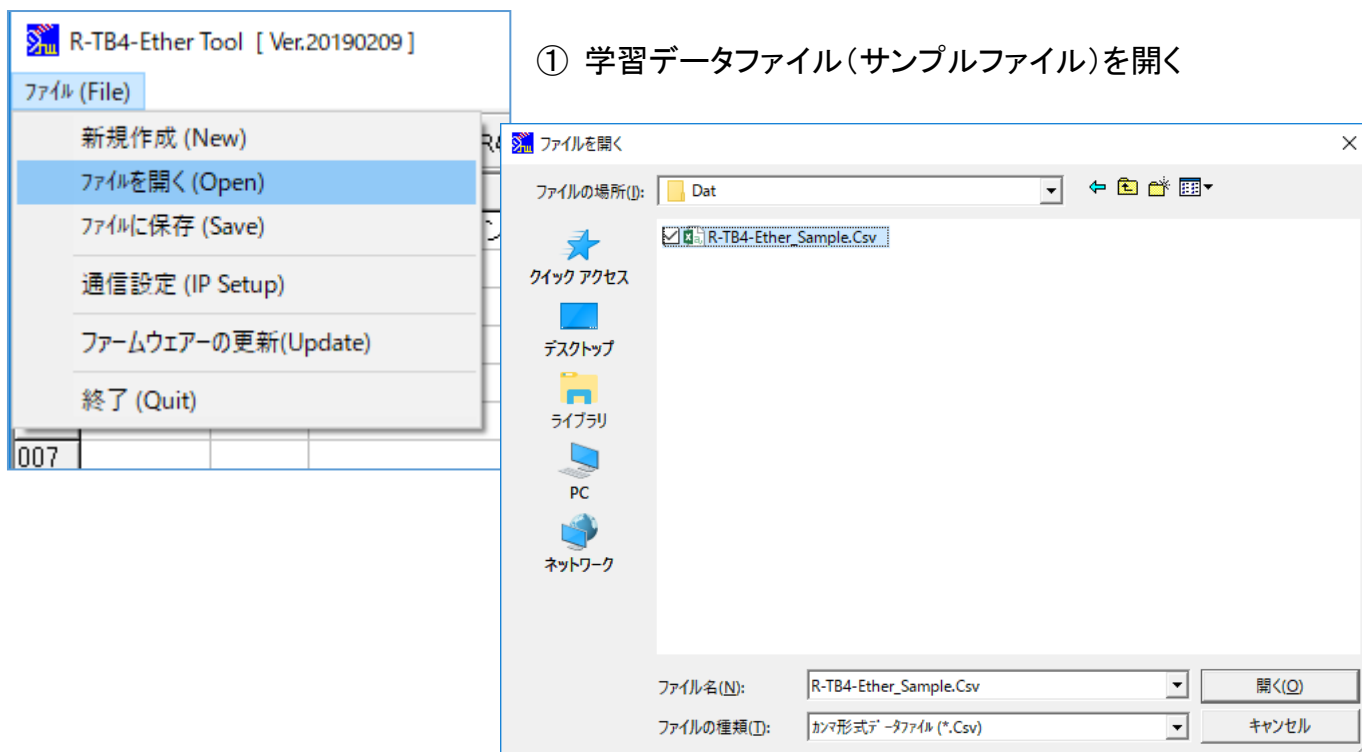 R-TB4-Ether Tool [ Ver.20190209 ]
ﾌｧｲﾙ (File)
新規作成 (New)
ﾌｧｲﾙを開く (Open)
ﾌｧｲﾙに保存 (Save)
通信設定 (IP Setup)
ﾌｧｰﾑｳｪｱｰの更新(Update)
終了 (Quit)
007
① 学習データファイル（サンプルファイル）を開く
ファイルを開く
ファイルの場所(I):
Dat
R-TB4-Ether_Sample.Csv
クイック アクセス
デスクトップ
ライブラリ
PC
ネットワーク
ファイル名(N):
R-TB4-Ether_Sample.Csv
開く(O)
ファイルの種類(T):
ｶﾝﾏ形式ﾃﾞｰﾀﾌｧｲﾙ (*.Csv)
キャンセル